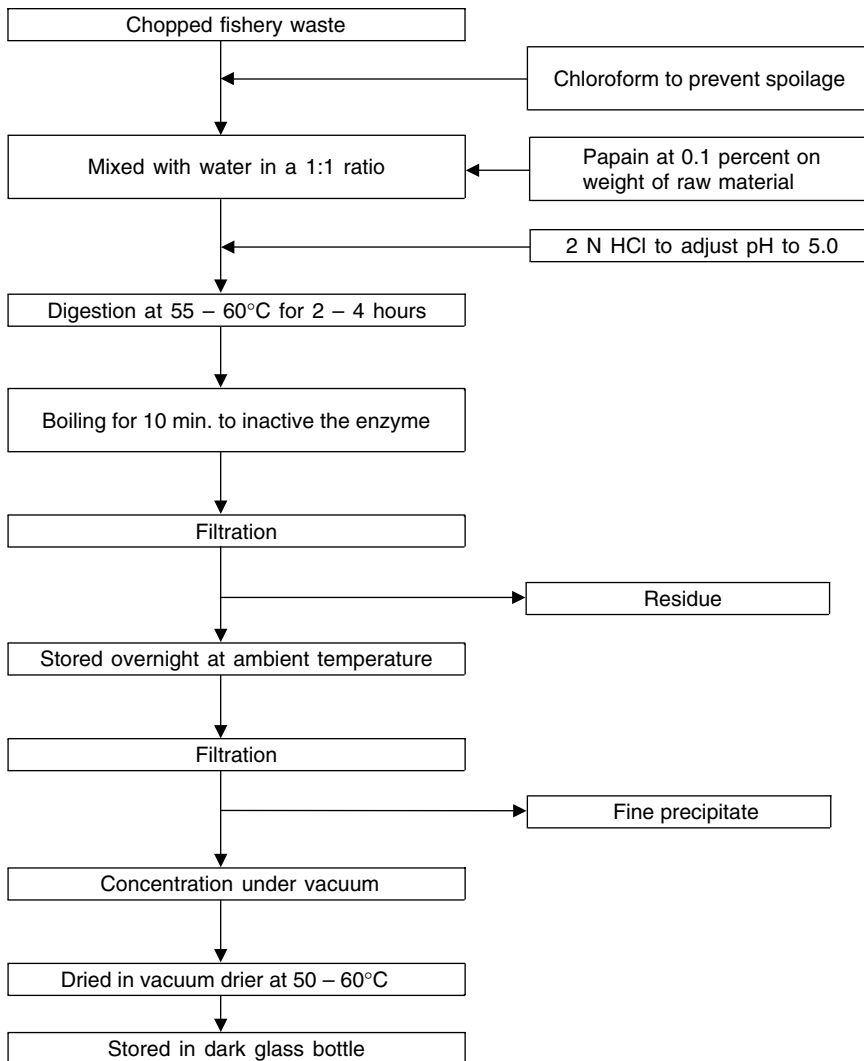 Chopped fishery waste
Chloroform to prevent spoilage
Mixed with water in a 1:1 ratio
Papain at 0.1 percent on
weight of raw material
2 N HCl to adjust pH to 5.0
Digestion at 55 – 60°C for 2 – 4 hours
Boiling for 10 min. to inactive the enzyme
Filtration
Residue
Stored overnight at ambient temperature
Filtration
Fine precipitate
Concentration under vacuum
Dried in vacuum drier at 50 – 60°C
Stored in dark glass bottle